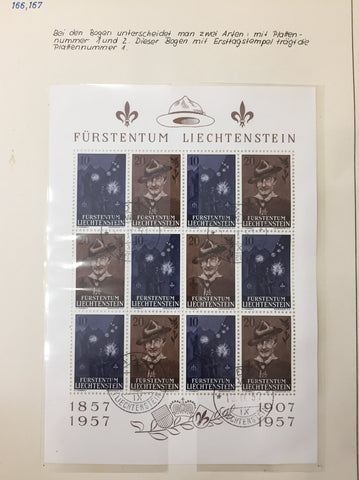 166,167
Bei den Bogen unterscheidet man zwei Arten: mit Platten-
nummer 1 und 2. Dieser Bogen mit Ersttagstempel trägt die
Plattennummer 1.
FÜRSTENTUM LIECHTENSTEIN
10 20 10 20
FÜRSTENTUM LIECHTENSTEIN FÜRSTENTUM LIECHTENSTEIN FÜRSTENTUM LIECHTENSTEIN FÜRSTENTUM LIECHTENSTEIN
20 10 20 10
FÜRSTENTUM LIECHTENSTEIN FÜRSTENTUM LIECHTENSTEIN FÜRSTENTUM LIECHTENSTEIN FÜRSTENTUM LIECHTENSTEIN
10 20 10 20
FÜRSTENTUM LIECHTENSTEIN FÜRSTENTUM LIECHTENSTEIN FÜRSTENTUM LIECHTENSTEIN FÜRSTENTUM LIECHTENSTEIN
IX IX
LIECHTENSTEIN LIECHTENSTEIN
1857 1907
1957 1957